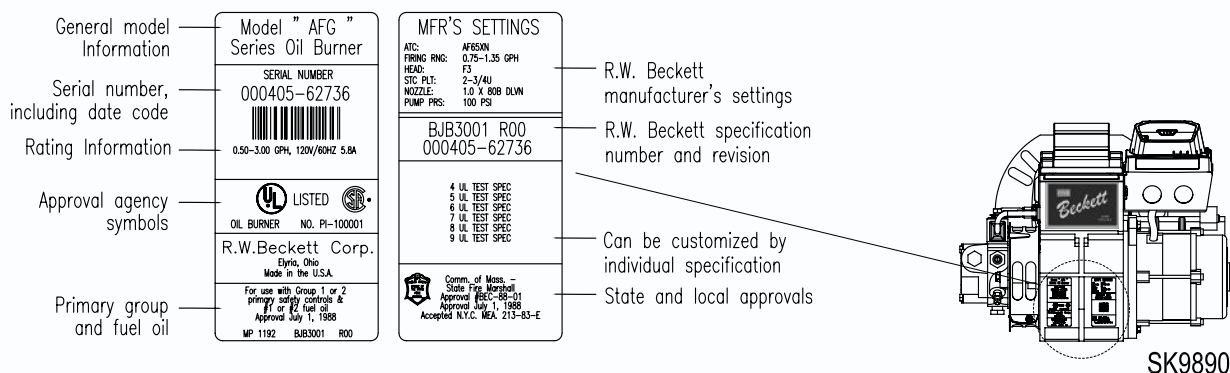 General model
Information
Serial number,
including date code
Rating Information
Approval agency
symbols
Primary group
and fuel oil
Model " AFG "
Series Oil Burner
SERIAL NUMBER
000405-62736
0.50-3.00 GPH, 120V/60HZ 5.8A
UL LISTED SA
OIL BURNER NO. PI-100001
R.W.Beckett Corp.
Elyria, Ohio
Made in the U.S.A.
For use with Group 1 or 2
primary safety controls &
#1 or #2 fuel oil
Approval July 1, 1988
MP 1192 BJB3001 R00
MFR'S SETTINGS
ATC: AF65XN
FIRING RNG: 0.75-1.35 GPH
HEAD: F3
STC PLT: 2-3/4U
NOZZLE: 1.0 X 80B DLVN
PUMP PRS: 100 PSI
BJB3001 R00
000405-62736
4 UL TEST SPEC
5 UL TEST SPEC
6 UL TEST SPEC
7 UL TEST SPEC
8 UL TEST SPEC
9 UL TEST SPEC
Comm. of Mass. -
State Fire Marshall
Approval #BEC-88-01
Approval July 1, 1988
Accepted N.Y.C. MEA. 213-83-E
R.W. Beckett
manufacturer's settings
R.W. Beckett specification
number and revision
Can be customized by
individual specification
State and local approvals
Beckett
SK9890